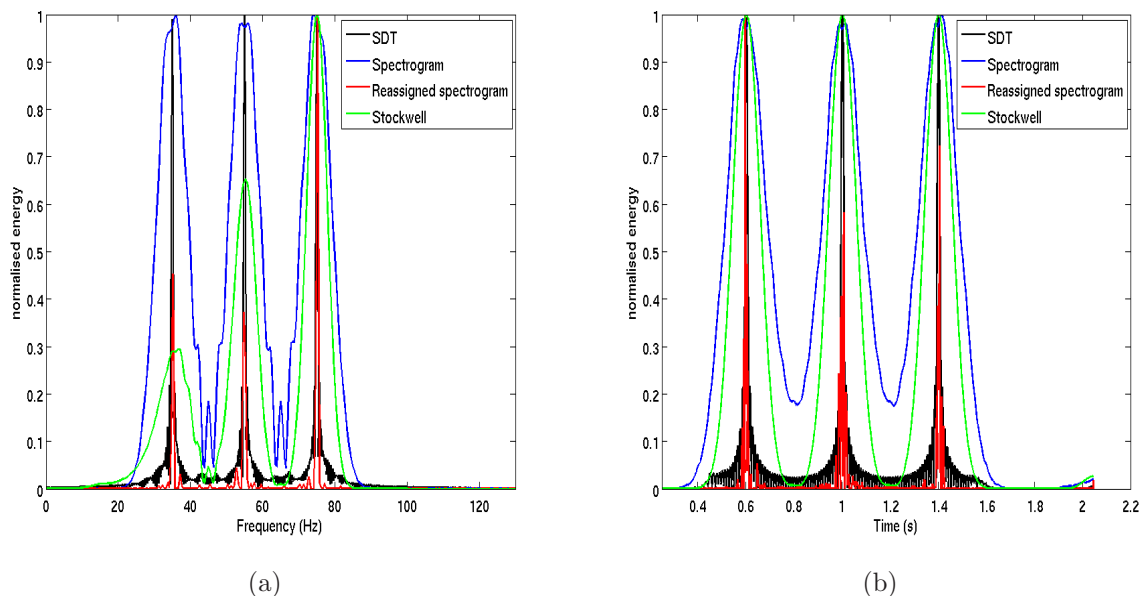 SDT
Spectrogram
Reassigned spectrogram
Stockwell
normalised energy
1
0.9
0.8
0.7
0.6
0.5
0.4
0.3
0.2
0.1
0
0 20 40 60 80 100 120
Frequency (Hz)
(a)
SDT
Spectrogram
Reassigned spectrogram
Stockwell
normalised energy
1
0.9
0.8
0.7
0.6
0.5
0.4
0.3
0.2
0.1
0
0.4 0.6 0.8 1 1.2 1.4 1.6 1.8 2 2.2
Time (s)
(b)